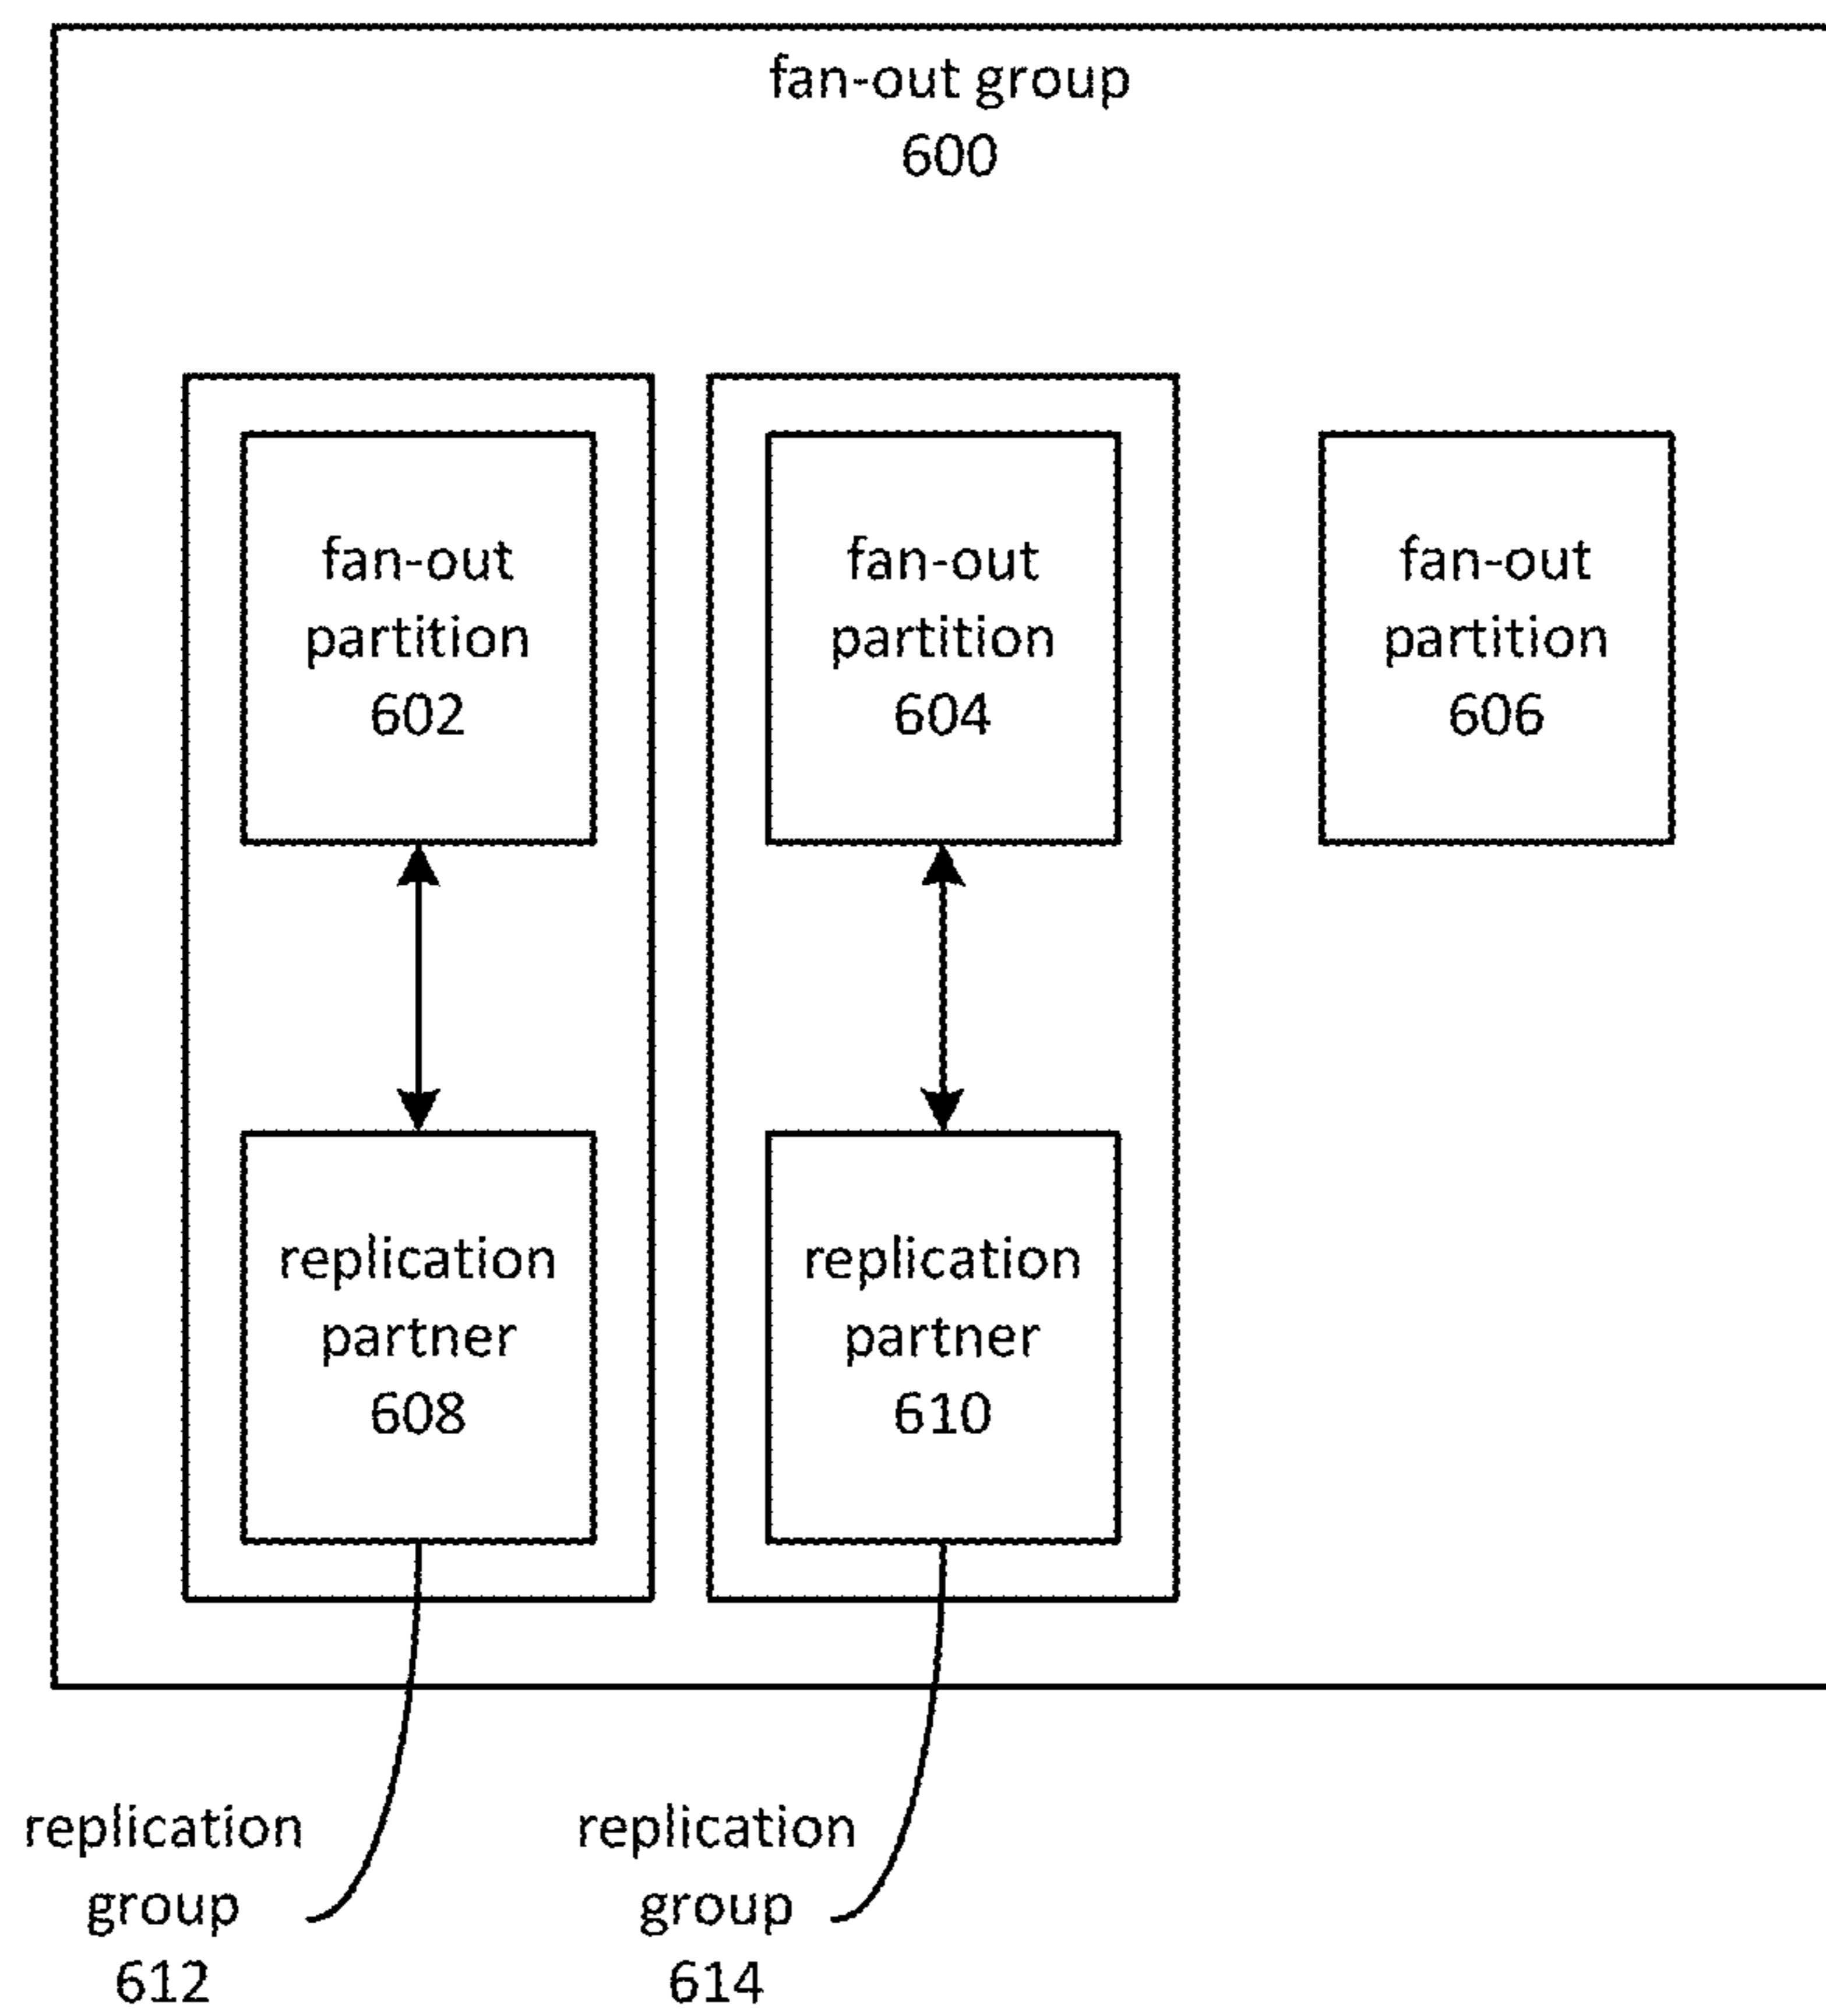 fan-out group
600
fan-out
partition
602
fan-out
partition
604
fan-out
partition
606
replication
partner
608
replication
partner
610
replication
group
612
replication
group
614